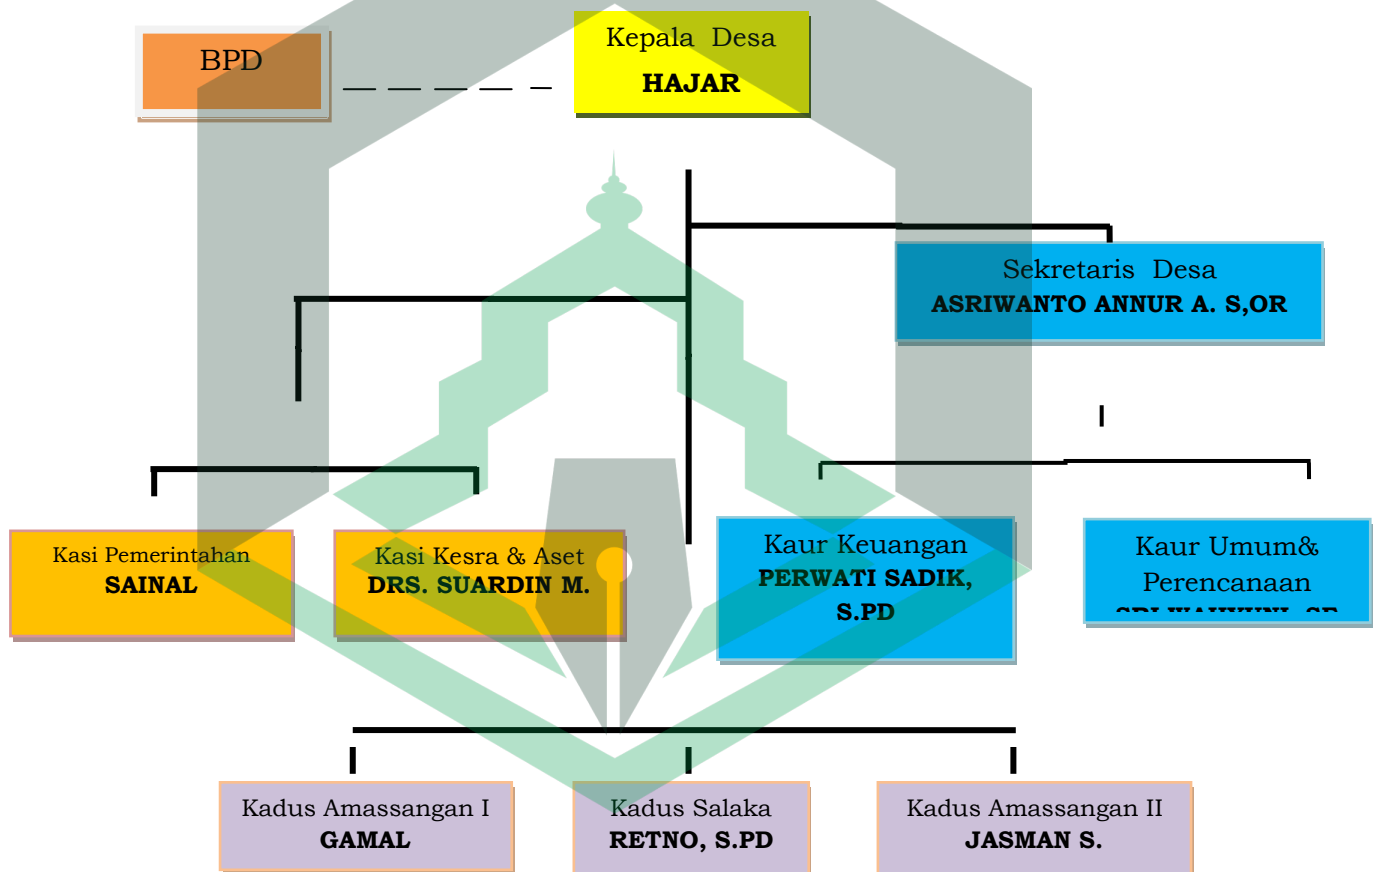 BPD
Kepala Desa
HAJAR
Sekretaris Desa
ASRIWANTO ANNUR A. S,OR
Kasi Pemerintahan
SAINAL
Kasi Kesra & Aset
DRS. SUARDIN M.
Kaur Keuangan
PERWATI SADIK,
S.PD
Kaur Umum&
Perencanaan
Kadus Amassangan I
GAMAL
Kadus Salaka
RETNO, S.PD
Kadus Amassangan II
JASMAN S.